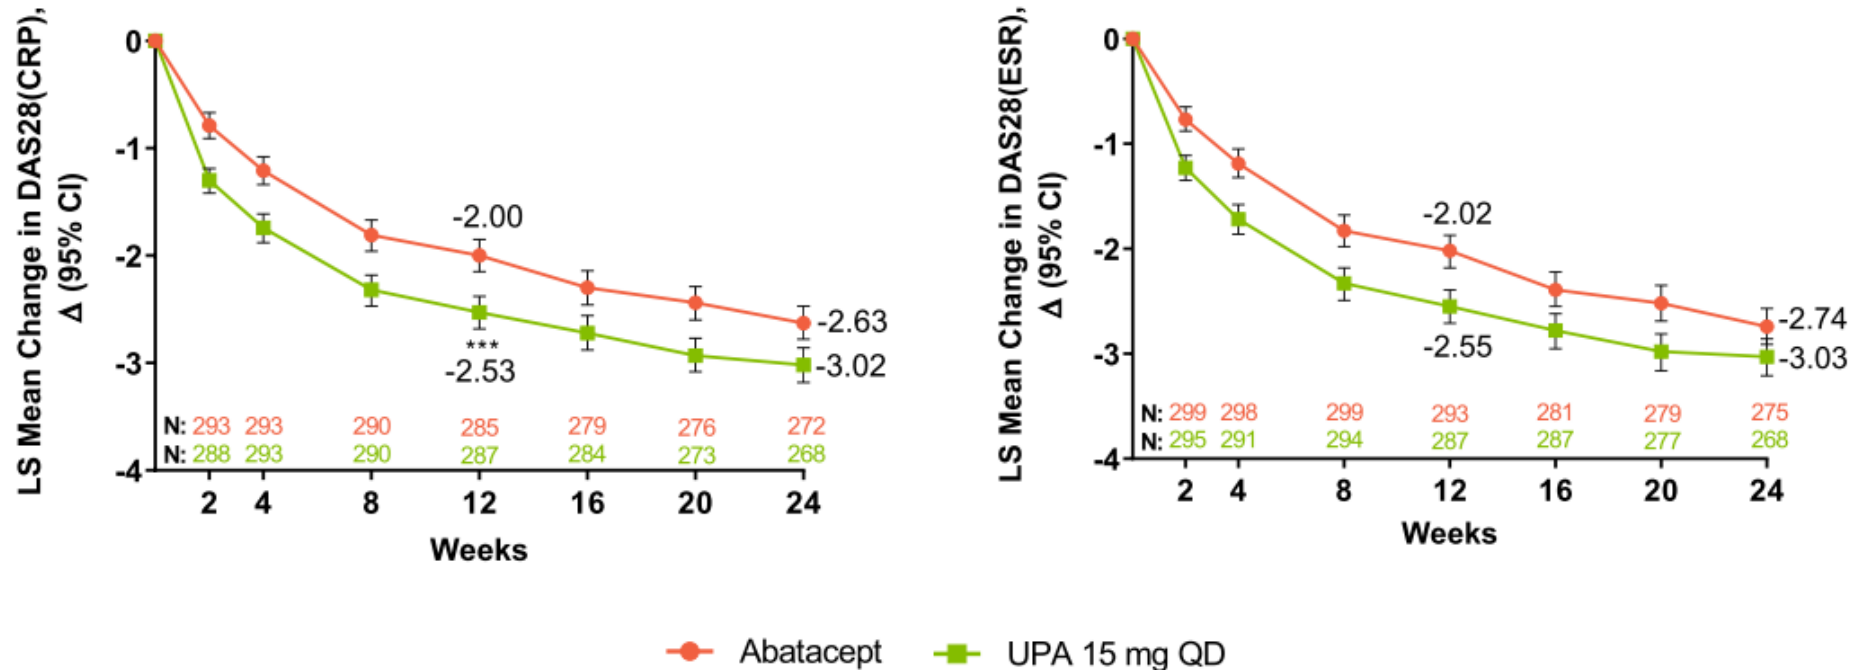 LS Mean Change in DAS28(CRP),
Δ (95% CI)
0
-1
-2
-3
-4
-2.00
***
-2.53
-2.63
-3.02
N: 293 293 290 285 279 276 272
N: 288 293 290 287 284 273 268
2 4 8 12 16 20 24
Weeks
LS Mean Change in DAS28(ESR),
Δ (95% CI)
0
-1
-2
-3
-4
-2.02
-2.55
-2.74
-3.03
N: 299 298 299 293 281 279 275
N: 295 291 294 287 287 277 268
2 4 8 12 16 20 24
Weeks
Abatacept UPA 15 mg QD